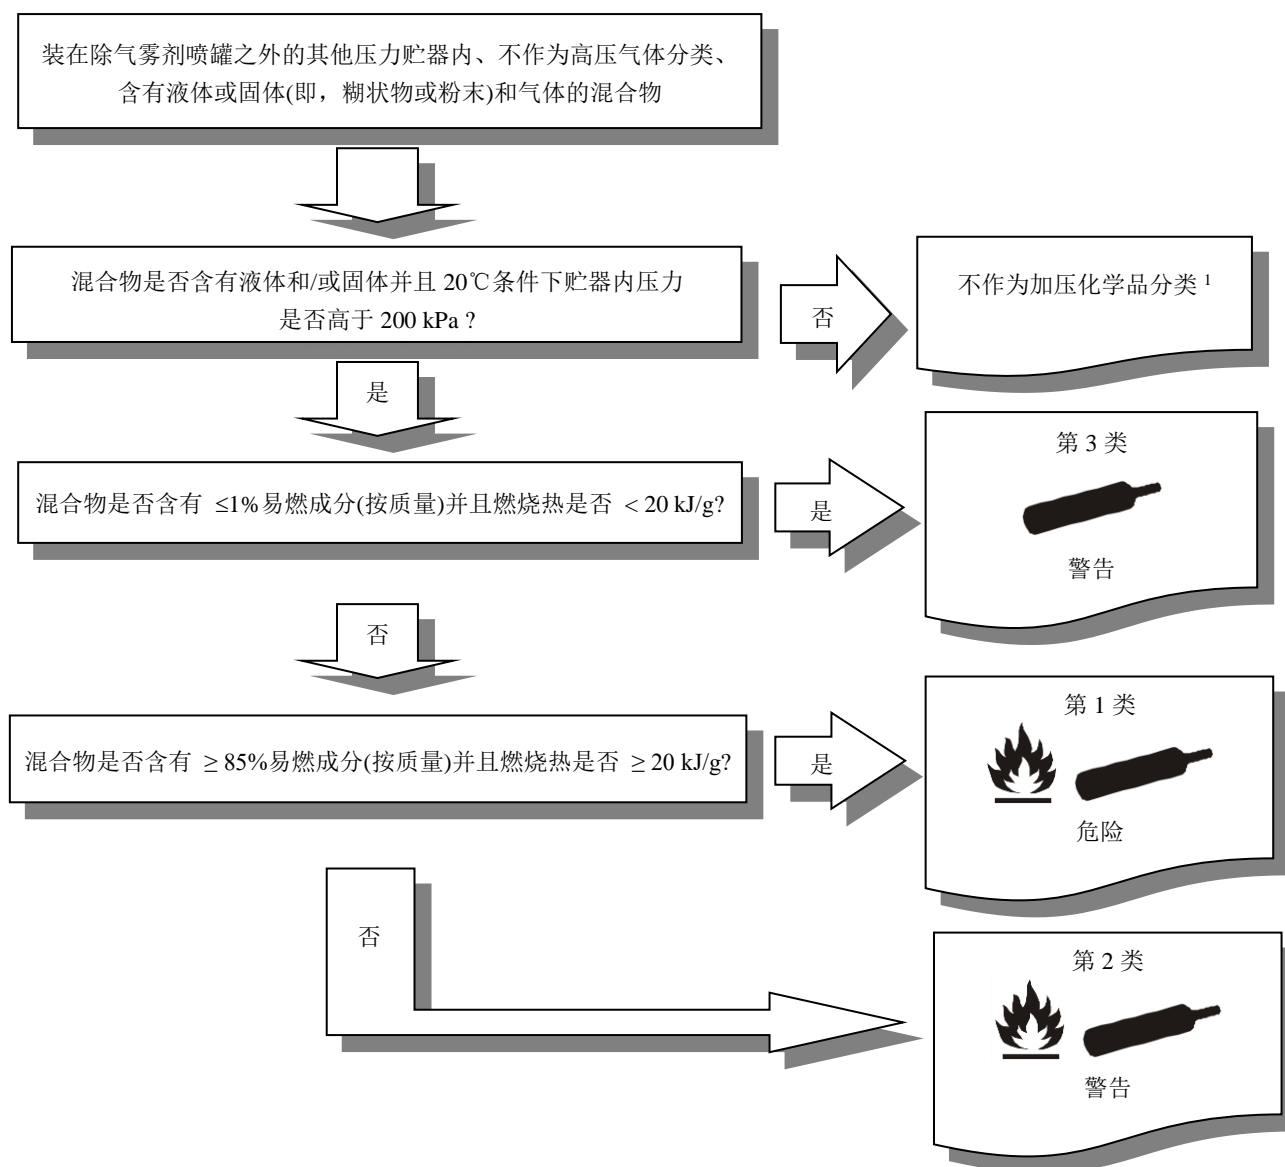 装在除气雾剂喷罐之外的其他压力贮器内、不作为高压气体分类、
含有液体或固体(即，糊状物或粉末)和气体的混合物
混合物是否含有液体和/或固体并且 20℃条件下贮器内压力
是否高于 200 kPa？
否
不作为加压化学品分类 1
是
混合物是否含有 ≤1%易燃成分(按质量)并且燃烧热是否 < 20 kJ/g?
是
第 3 类
警告
否
混合物是否含有 ≥ 85%易燃成分(按质量)并且燃烧热是否 ≥ 20 kJ/g?
是
第 1 类
危险
否
第 2 类
警告